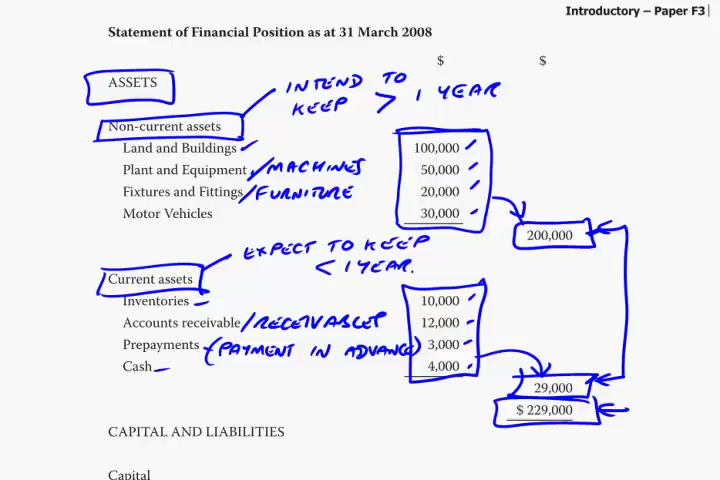 Introductory – Paper F3
Statement of Financial Position as at 31 March 2008
$ $
ASSETS
INTEND TO
KEEP > 1 YEAR
Non-current assets
Land and Buildings 100,000
Plant and Equipment /MACHINES 50,000
Fixtures and Fittings /FURNITURE 20,000
Motor Vehicles 30,000
200,000
EXPECT TO KEEP
< 1 YEAR.
Current assets
Inventories 10,000
Accounts receivable /RECEIVABLES 12,000
Prepayments (PAYMENT IN ADVANCE) 3,000
Cash 4,000
29,000
$ 229,000
CAPITAL AND LIABILITIES
Capital